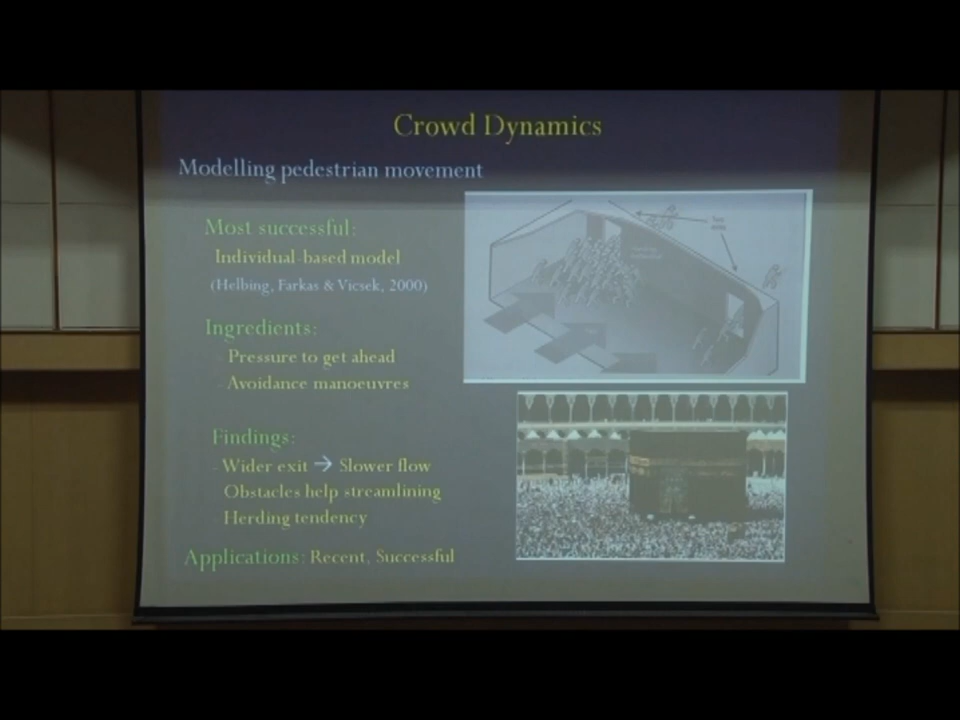 Crowd Dynamics
Modelling pedestrian movement
Most successful:
Individual-based model
(Helbing, Farkas & Vicsek, 2000)
Ingredients:
- Pressure to get ahead
- Avoidance manoeuvres
Findings:
- Wider exit → Slower flow
Obstacles help streamlining
Herding tendency
Applications: Recent, Successful